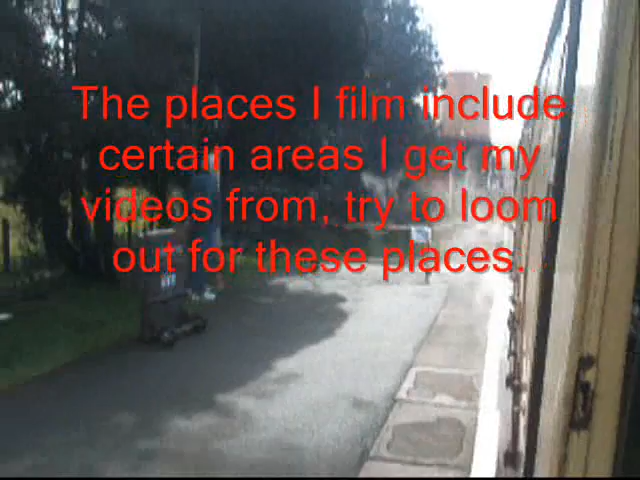 The places I film include
certain areas I get my
videos from, try to loom
out for these places.